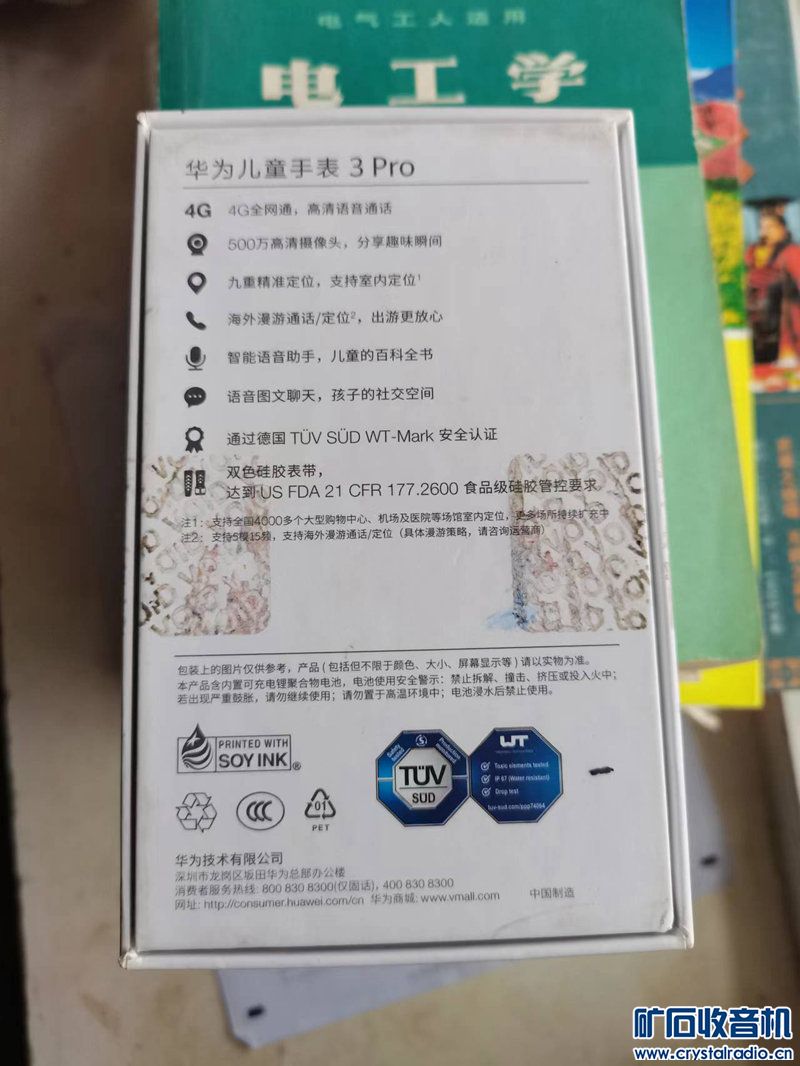 电气工人适用
电工学
华为儿童手表 3 Pro
4G 4G全网通，高清语音通话
500万高清摄像头，分享趣味瞬间
九重精准定位，支持室内定位¹
海外漫游通话/定位²，出游更放心
智能语音助手，儿童的百科全书
语音图文聊天，孩子的社交空间
通过德国 TÜV SÜD WT-Mark 安全认证
双色硅胶表带，
达到 US FDA 21 CFR 177.2600 食品级硅胶管控要求
注1：支持全国4000多个大型购物中心、机场及医院等场馆室内定位，更多场所持续扩充中
注2：支持5模15频，支持海外漫游通话/定位（具体漫游策略，请咨询运营商）
包装上的图片仅供参考，产品 ( 包括但不限于颜色、大小、屏幕显示等 ) 请以实物为准。
本产品含内置可充电锂聚合物电池，电池使用安全警示：禁止拆解、撞击、挤压或投入火中；
若出现严重鼓胀，请勿继续使用；请勿置于高温环境中；电池浸水后禁止使用。
PRINTED WITH
SOY INK®
CCC
01
PET
Safety tested
Production monitored
TÜV
SÜD
WT
Toxic elements tested
IP 67 (Water resistant)
Drop test
tuv-sud.com/ppp74064
华为技术有限公司
深圳市龙岗区坂田华为总部办公楼
消费者服务热线: 800 830 8300(仅固话)，400 830 8300
网址: http://consumer.huawei.com/cn 华为商城: www.vmall.com
中国制造
矿石收音机
www.crystalradio.cn